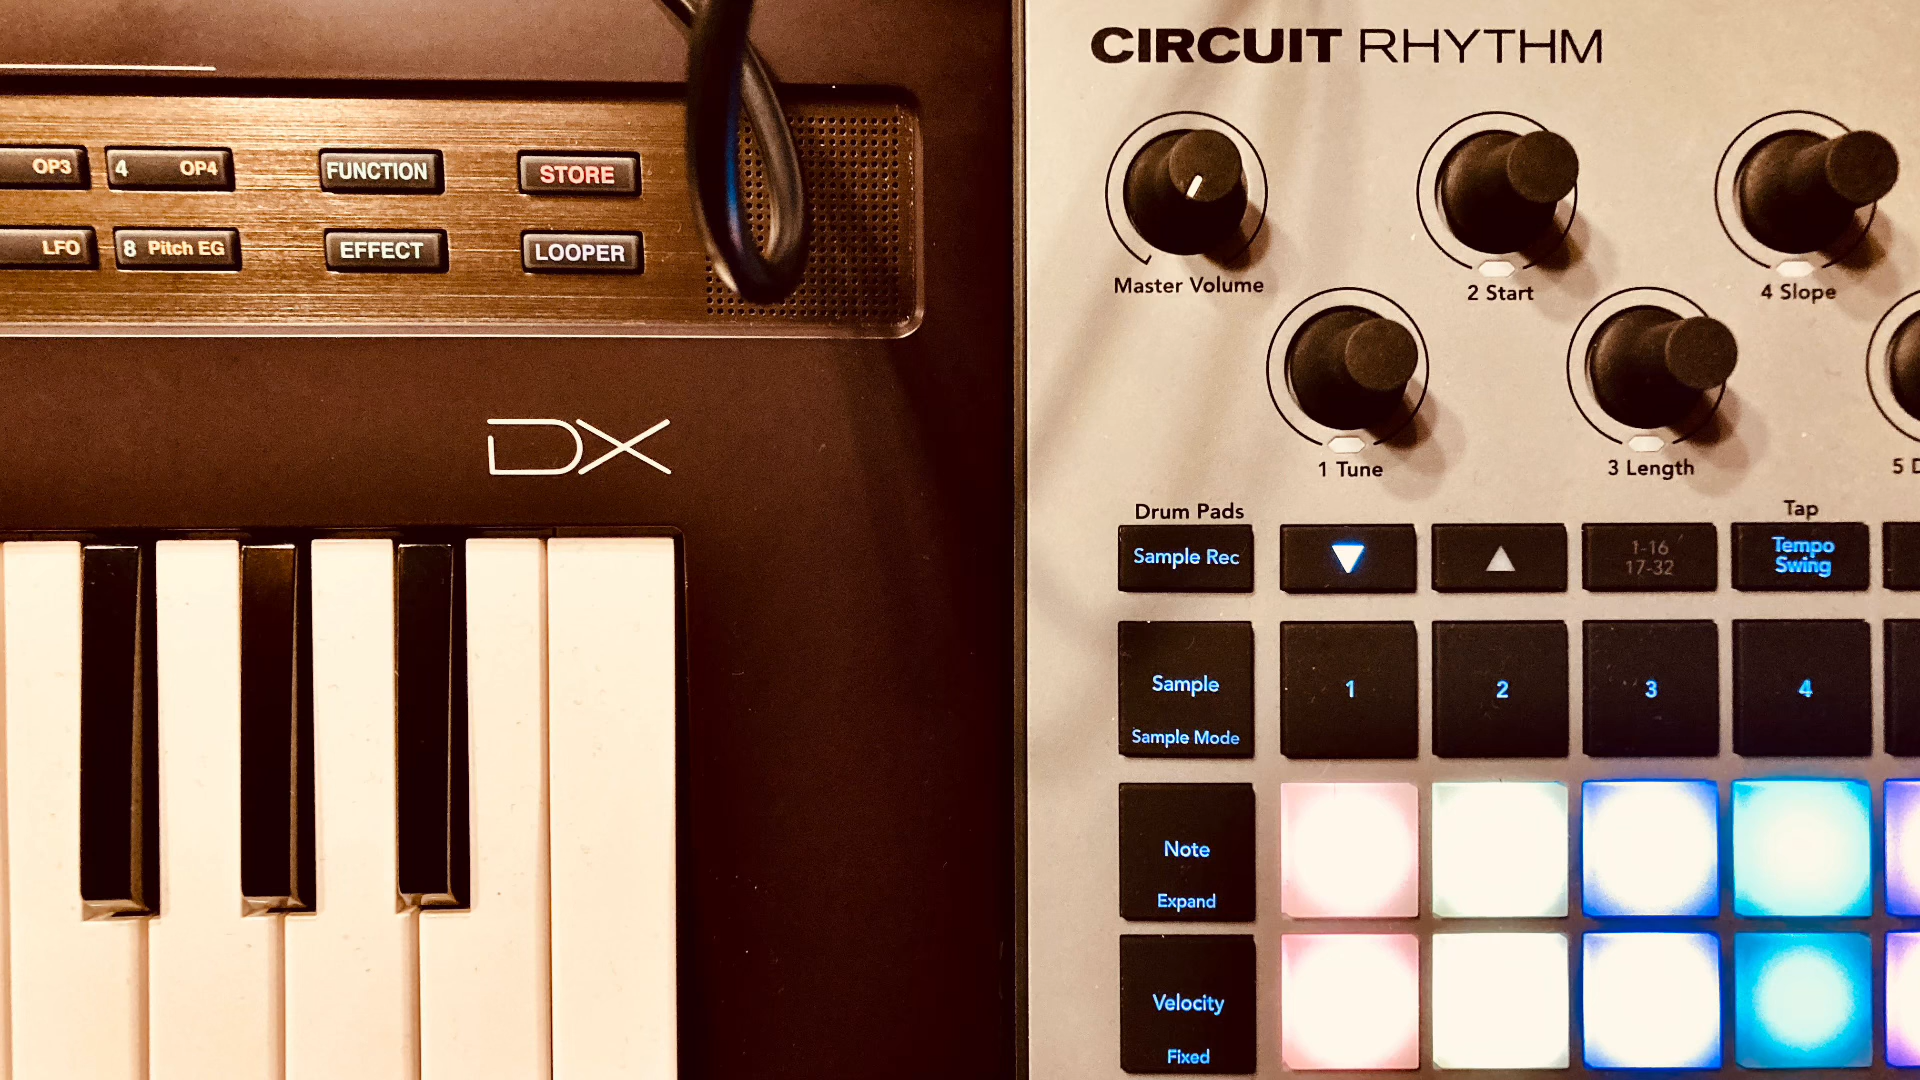 OP3
4 OP4
FUNCTION
STORE
LFO
8 Pitch EG
EFFECT
LOOPER
DX
CIRCUIT RHYTHM
Master Volume
2 Start
4 Slope
1 Tune
3 Length
5 D
Drum Pads
Tap
Sample Rec
1-16
17-32
Tempo
Swing
Sample
Sample Mode
1
2
3
4
Note
Expand
Velocity
Fixed